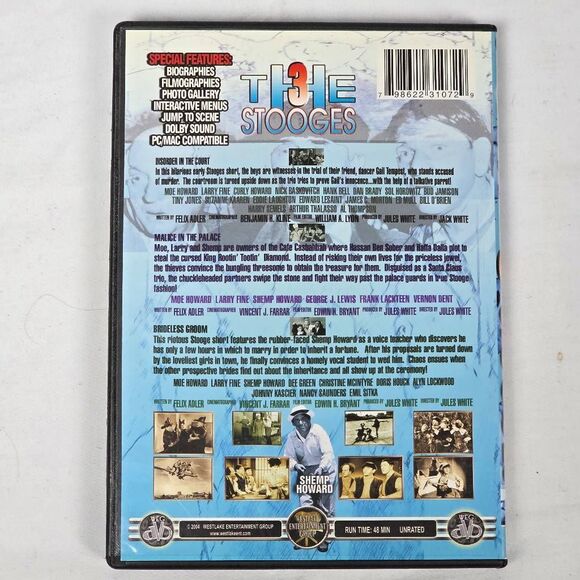 SPECIAL FEATURES:
BIOGRAPHIES
FILMOGRAPHIES
PHOTO GALLERY
INTERACTIVE MENUS
JUMP TO SCENE
DOLBY SOUND
PC/MAC COMPATIBLE
THE
3
STOOGES
7 98622 31072 9
DISORDER IN THE COURT
In this hilarious early Stooges short, the boys are witnesses in the trial of their friend, dancer Gail Tempest, who stands accused
of murder. The courtroom is turned upside down as the trio tries to prove Gail's innocence...with the help of a talkative parrot!
MOE HOWARD LARRY FINE CURLY HOWARD NICK BASKOVITCH HANK BELL DAN BRADY SOL HOROWITZ BUD JAMISON
TINY JONES SUZANNE KAAREN EDDIE LAUGHTON EDWARD LESAINT JAMES C. MORTON ED MULL BILL O'BRIEN
HARRY SEMELS ARTHUR THALASSO AL THOMPSON
WRITTEN BY FELIX ADLER CINEMATOGRAPHER BENJAMIN H. KLINE FILM EDITOR WILLIAM A. LYON PRODUCED BY JULES WHITE DIRECTED BY JACK WHITE
MALICE IN THE PALACE
Moe, Larry and Shemp are owners of the Cafe Casbahbah where Hassan Ben Sober and Haffa Dalla plot to
steal the cursed King Rootin' Tootin' Diamond. Instead of risking their own lives for the priceless jewel,
the thieves convince the bungling threesome to obtain the treasure for them. Disguised as a Santa Claus
trio, the chuckleheaded partners swipe the stone and fight their way past the palace guards in true Stooge
fashion!
MOE HOWARD LARRY FINE SHEMP HOWARD GEORGE J. LEWIS FRANK LACKTEEN VERNON DENT
WRITTEN BY FELIX ADLER CINEMATOGRAPHER VINCENT J. FARRAR FILM EDITOR EDWIN H. BRYANT PRODUCED BY JULES WHITE DIRECTED BY JULES WHITE
BRIDELESS GROOM
This riotous Stooge short features the rubber-faced Shemp Howard as a voice teacher who discovers he
has only a few hours in which to marry in order to inherit a fortune. After his proposals are turned down
by the loveliest girls in town, he finally convinces a homely vocal student to wed him. Chaos ensues when
the other prospective brides find out about the inheritance and all show up at the ceremony!
MOE HOWARD LARRY FINE SHEMP HOWARD DEE GREEN CHRISTINE MCINTYRE DORIS HOUCK ALYN LOCKWOOD
JOHNNY KASCIER NANCY SAUNDERS EMIL SITKA
WRITTEN BY FELIX ADLER CINEMATOGRAPHER VINCENT J. FARRAR FILM EDITOR EDWIN H. BRYANT PRODUCED BY JULES WHITE DIRECTED BY JULES WHITE
SHEMP
HOWARD
WEG
DVD
© 2004 WESTLAKE ENTERTAINMENT GROUP
www.westlakeent.com
WESTLAKE
ENTERTAINMENT
GROUP
RUN TIME: 48 MIN UNRATED
WEG
DVD